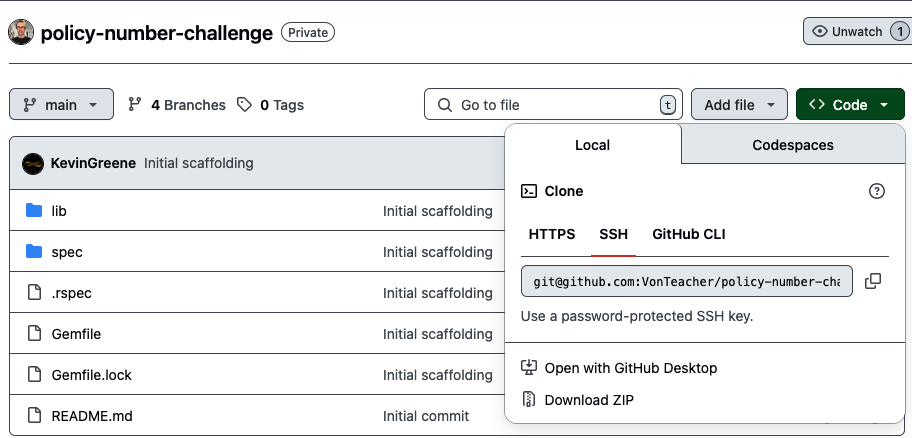 policy-number-challenge Private Unwatch 1
main 4 Branches 0 Tags Go to file t Add file Code
Local Codespaces
KevinGreene Initial scaffolding
Clone
lib Initial scaffolding
HTTPS SSH GitHub CLI
spec Initial scaffolding
git@github.com:VonTeacher/policy-number-cha
.rspec Initial scaffolding
Use a password-protected SSH key.
Gemfile Initial scaffolding
Open with GitHub Desktop
Gemfile.lock Initial scaffolding
Download ZIP
README.md Initial commit